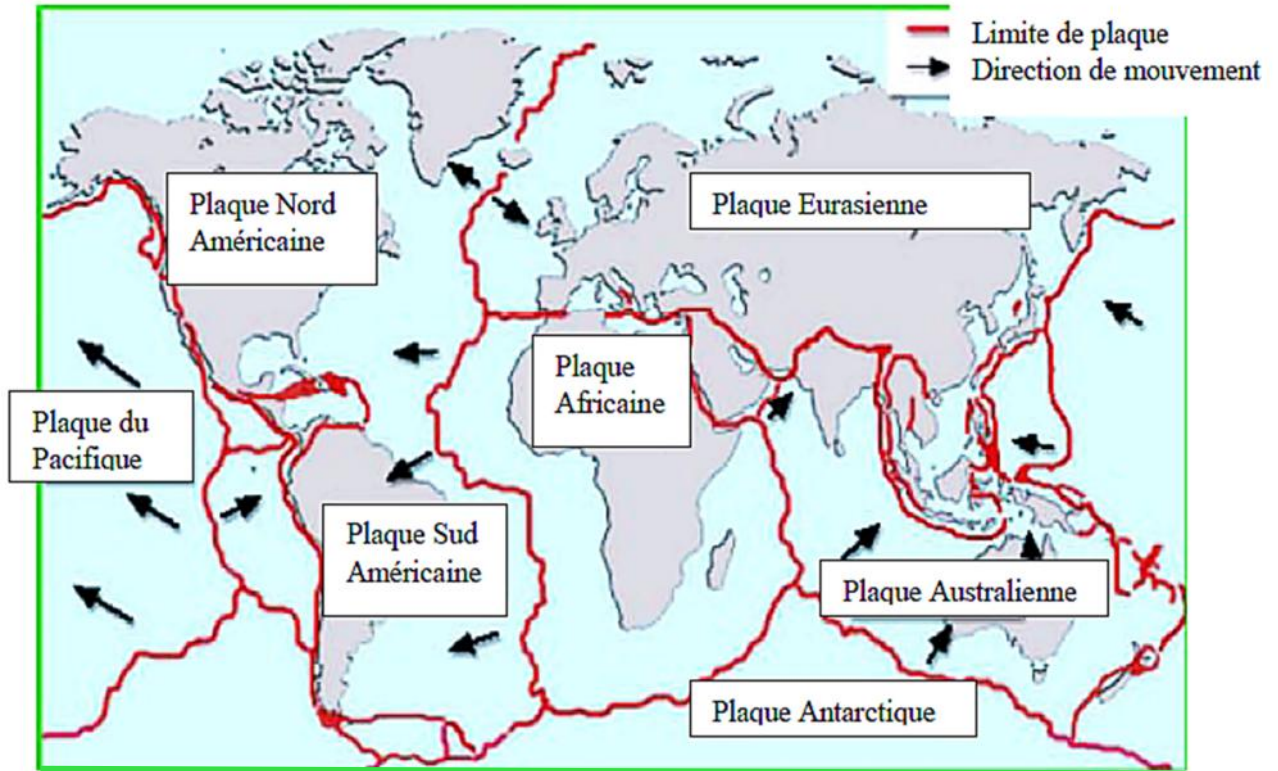 Limite de plaque
Direction de mouvement
Plaque Nord
Américaine
Plaque Eurasienne
Plaque
Africaine
Plaque du
Pacifique
Plaque Sud
Américaine
Plaque Australienne
Plaque Antarctique